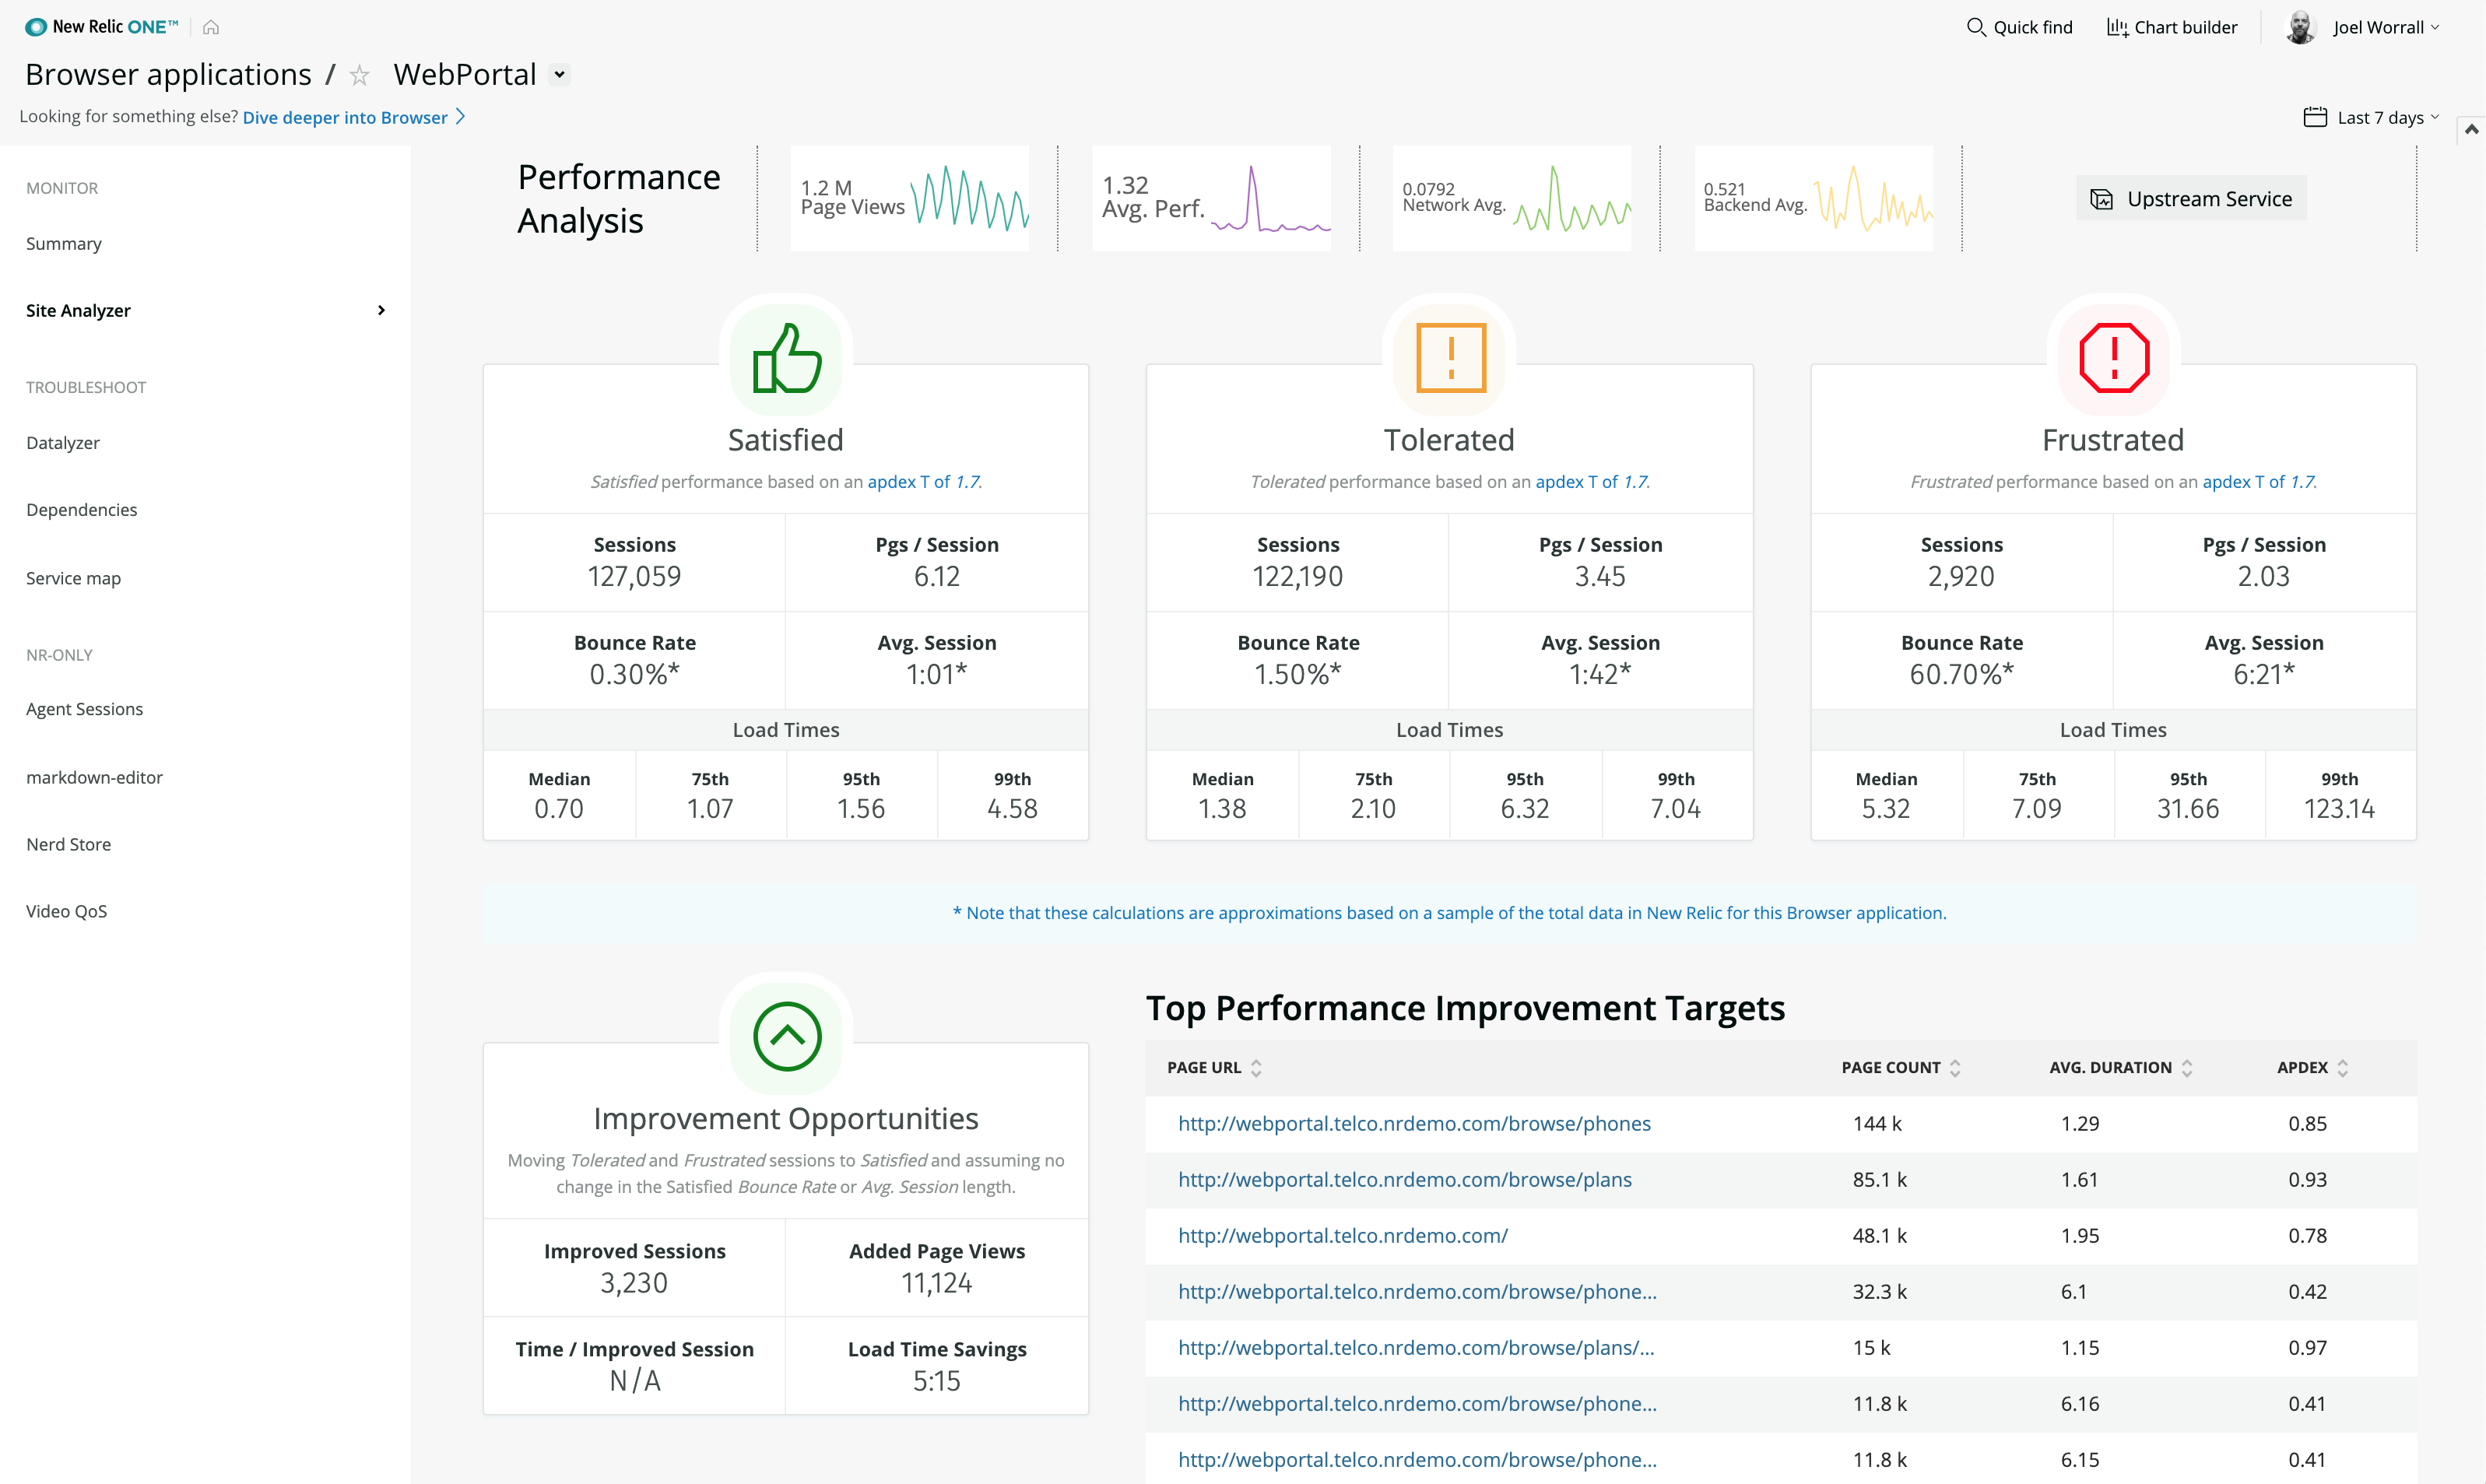 New Relic ONE™
Quick find
Chart builder
Joel Worrall
Browser applications / WebPortal
Looking for something else? Dive deeper into Browser
Last 7 days
MONITOR
Summary
Site Analyzer
TROUBLESHOOT
Datalyzer
Dependencies
Service map
NR-ONLY
Agent Sessions
markdown-editor
Nerd Store
Video QoS
Performance
Analysis
1.2 M
Page Views
1.32
Avg. Perf.
0.0792
Network Avg.
0.521
Backend Avg.
Upstream Service
Satisfied
Satisfied performance based on an apdex T of 1.7.
Sessions
127,059
Pgs / Session
6.12
Bounce Rate
0.30%*
Avg. Session
1:01*
Load Times
Median 75th 95th 99th
0.70 1.07 1.56 4.58
Tolerated
Tolerated performance based on an apdex T of 1.7.
Sessions
122,190
Pgs / Session
3.45
Bounce Rate
1.50%*
Avg. Session
1:42*
Load Times
Median 75th 95th 99th
1.38 2.10 6.32 7.04
Frustrated
Frustrated performance based on an apdex T of 1.7.
Sessions
2,920
Pgs / Session
2.03
Bounce Rate
60.70%*
Avg. Session
6:21*
Load Times
Median 75th 95th 99th
5.32 7.09 31.66 123.14
* Note that these calculations are approximations based on a sample of the total data in New Relic for this Browser application.
Improvement Opportunities
Moving Tolerated and Frustrated sessions to Satisfied and assuming no
change in the Satisfied Bounce Rate or Avg. Session length.
Improved Sessions
3,230
Added Page Views
11,124
Time / Improved Session
N/A
Load Time Savings
5:15
Top Performance Improvement Targets
PAGE URL PAGE COUNT AVG. DURATION APDEX
http://webportal.telco.nrdemo.com/browse/phones 144 k 1.29 0.85
http://webportal.telco.nrdemo.com/browse/plans 85.1 k 1.61 0.93
http://webportal.telco.nrdemo.com/ 48.1 k 1.95 0.78
http://webportal.telco.nrdemo.com/browse/phone... 32.3 k 6.1 0.42
http://webportal.telco.nrdemo.com/browse/plans/... 15 k 1.15 0.97
http://webportal.telco.nrdemo.com/browse/phone... 11.8 k 6.16 0.41
http://webportal.telco.nrdemo.com/browse/phone... 11.8 k 6.15 0.41